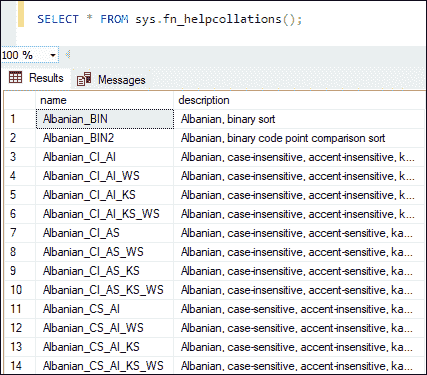 SELECT * FROM sys.fn_helpcollations();
100 %
Results Messages
name description
1 Albanian_BIN Albanian, binary sort
2 Albanian_BIN2 Albanian, binary code point comparison sort
3 Albanian_CI_AI Albanian, case-insensitive, accent-insensitive, k...
4 Albanian_CI_AI_WS Albanian, case-insensitive, accent-insensitive, k...
5 Albanian_CI_AI_KS Albanian, case-insensitive, accent-insensitive, k...
6 Albanian_CI_AI_KS_WS Albanian, case-insensitive, accent-insensitive, k...
7 Albanian_CI_AS Albanian, case-insensitive, accent-sensitive, ka...
8 Albanian_CI_AS_WS Albanian, case-insensitive, accent-sensitive, ka...
9 Albanian_CI_AS_KS Albanian, case-insensitive, accent-sensitive, ka...
10 Albanian_CI_AS_KS_WS Albanian, case-insensitive, accent-sensitive, ka...
11 Albanian_CS_AI Albanian, case-sensitive, accent-insensitive, ka...
12 Albanian_CS_AI_WS Albanian, case-sensitive, accent-insensitive, ka...
13 Albanian_CS_AI_KS Albanian, case-sensitive, accent-insensitive, ka...
14 Albanian_CS_AI_KS_WS Albanian, case-sensitive, accent-insensitive, ka...